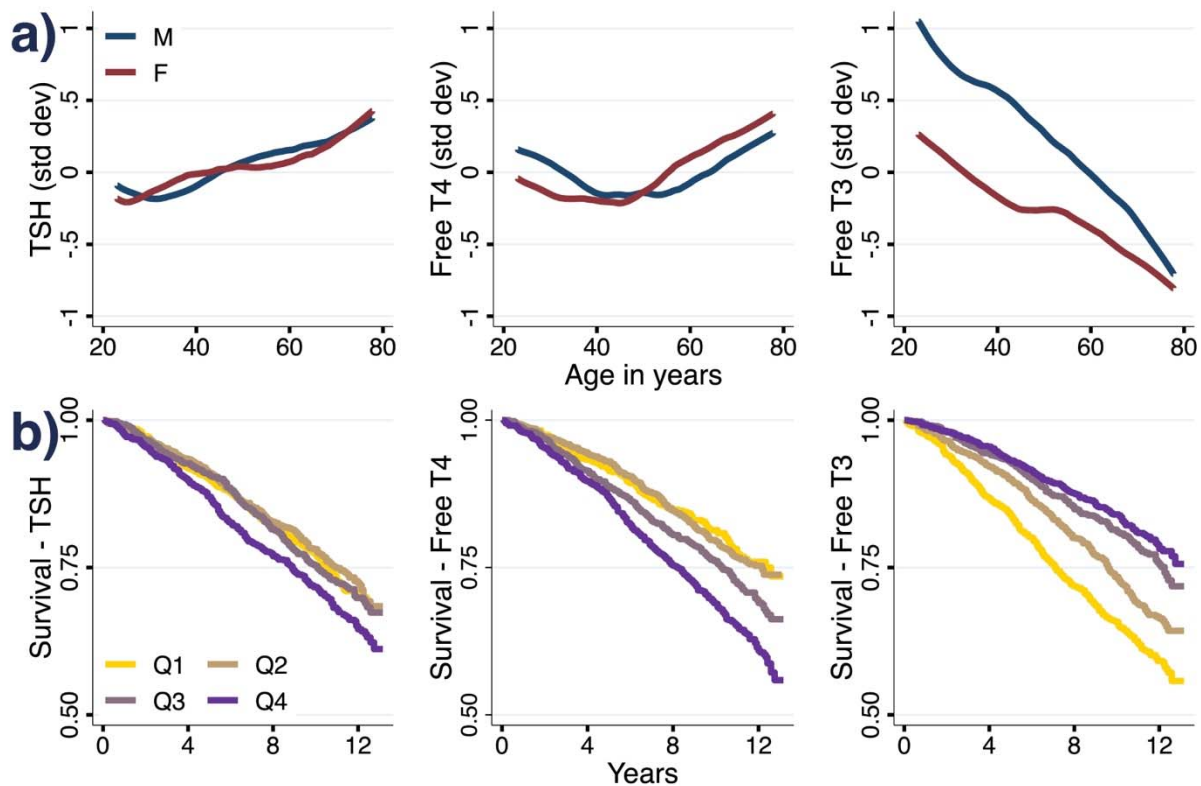 a)
M
F
TSH (std dev)
1
.5
0
-.5
-1
20 40 60 80
Free T4 (std dev)
1
.5
0
-.5
-1
20 40 60 80
Free T3 (std dev)
1
.5
0
-.5
-1
20 40 60 80
Age in years
b)
Survival - TSH
1.00
0.75
0.50
Q1 Q2
Q3 Q4
0 4 8 12
Survival - Free T4
1.00
0.75
0.50
0 4 8 12
Survival - Free T3
1.00
0.75
0.50
0 4 8 12
Years